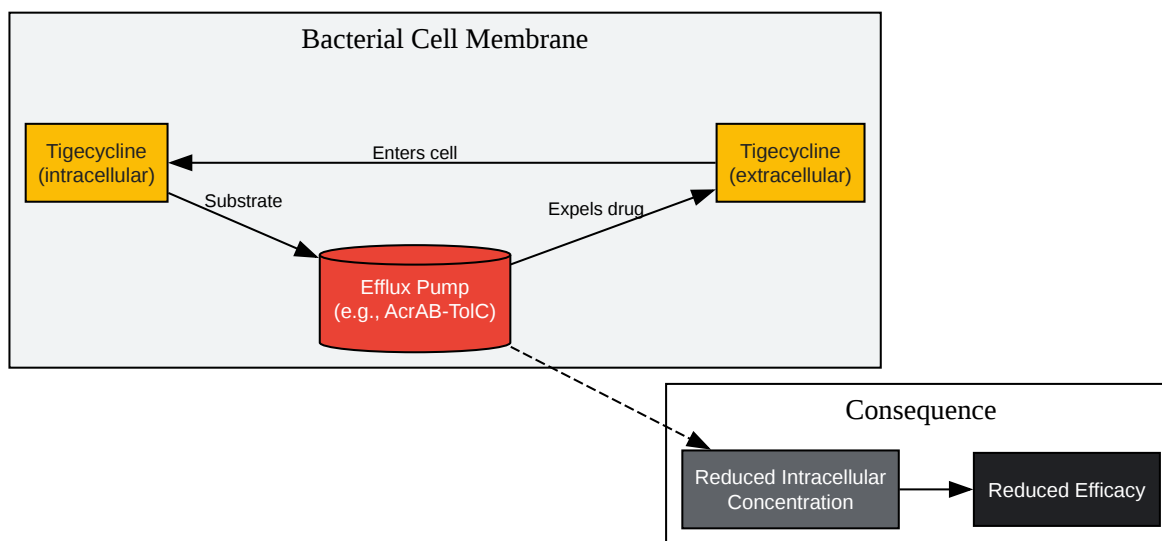 Bacterial Cell Membrane
Tigecycline
(intracellular)
Enters cell
Tigecycline
(extracellular)
Substrate
Expels drug
Efflux Pump
(e.g., AcrAB-TolC)
Consequence
Reduced Intracellular
Concentration
Reduced Efficacy